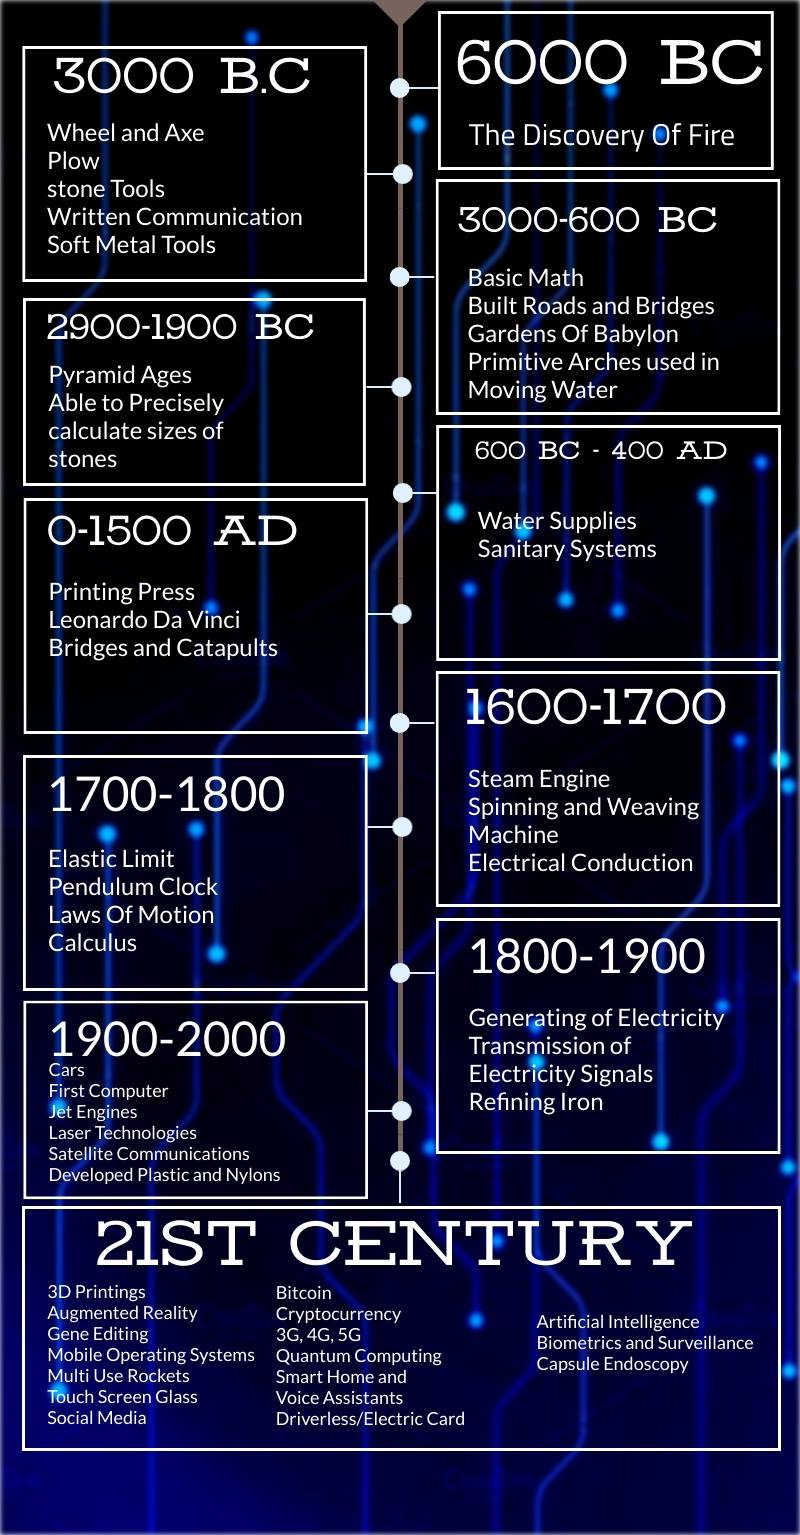 6000 BC
The Discovery Of Fire
3000 B.C
Wheel and Axe
Plow
stone Tools
Written Communication
Soft Metal Tools
3000-600 BC
Basic Math
Built Roads and Bridges
Gardens Of Babylon
Primitive Arches used in
Moving Water
2900-1900 BC
Pyramid Ages
Able to Precisely
calculate sizes of
stones
600 BC - 400 AD
Water Supplies
Sanitary Systems
0-1500 AD
Printing Press
Leonardo Da Vinci
Bridges and Catapults
1600-1700
Steam Engine
Spinning and Weaving
Machine
Electrical Conduction
1700-1800
Elastic Limit
Pendulum Clock
Laws Of Motion
Calculus
1800-1900
Generating of Electricity
Transmission of
Electricity Signals
Refining Iron
1900-2000
Cars
First Computer
Jet Engines
Laser Technologies
Satellite Communications
Developed Plastic and Nylons
21ST CENTURY
3D Printings
Augmented Reality
Gene Editing
Mobile Operating Systems
Multi Use Rockets
Touch Screen Glass
Social Media
Bitcoin
Cryptocurrency
3G, 4G, 5G
Quantum Computing
Smart Home and
Voice Assistants
Driverless/Electric Card
Artificial Intelligence
Biometrics and Surveillance
Capsule Endoscopy